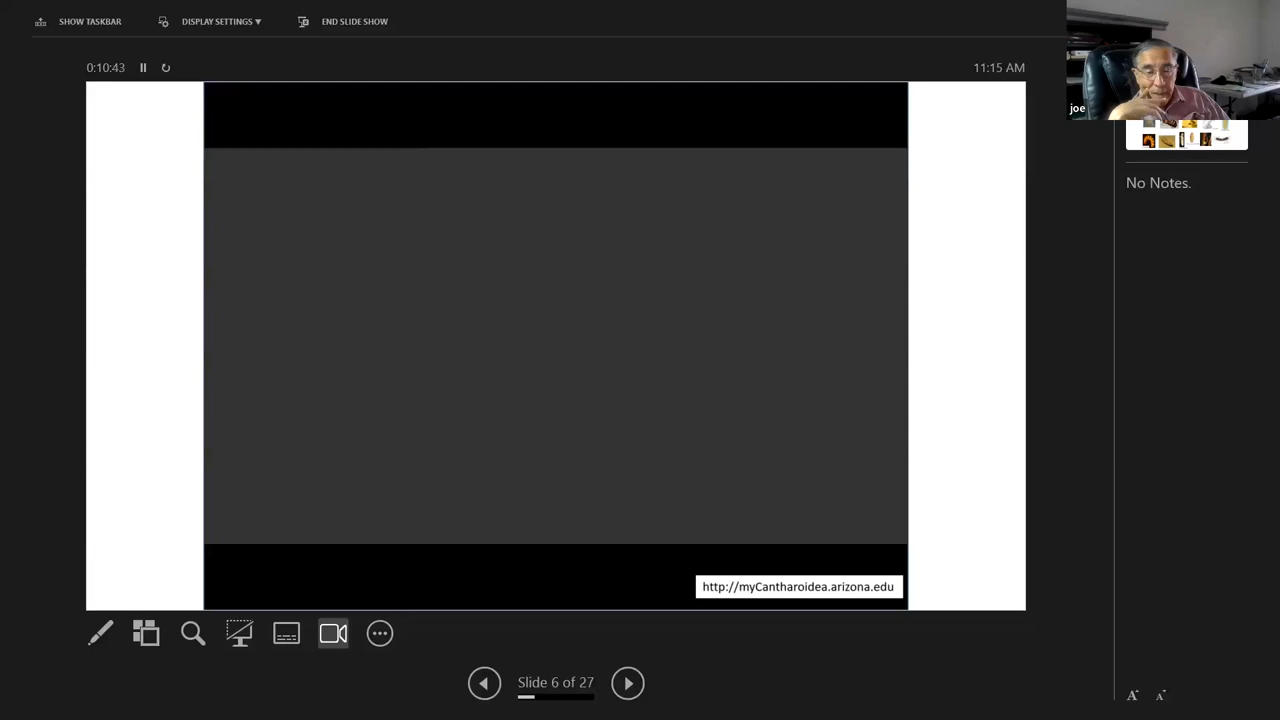 SHOW TASKBAR
DISPLAY SETTINGS ▼
END SLIDE SHOW
0:10:43
11:15 AM
joe
No Notes.
http://myCantharoidea.arizona.edu
Slide 6 of 27
A
A